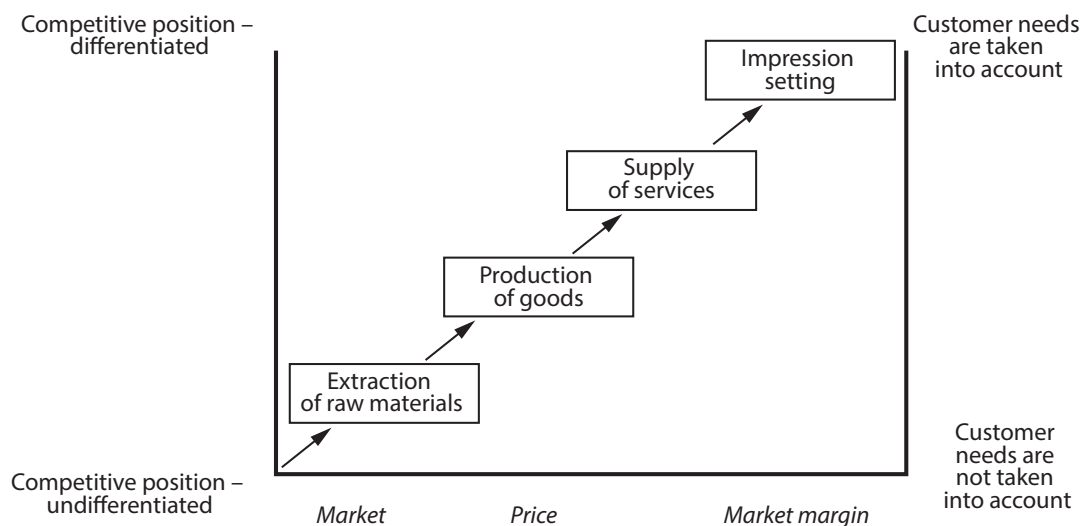 Competitive position –
differentiated
Customer needs
are taken
into account
Impression
setting
Supply
of services
Production
of goods
Extraction
of raw materials
Competitive position –
undifferentiated
Customer
needs are
not taken
into account
Market Price Market margin